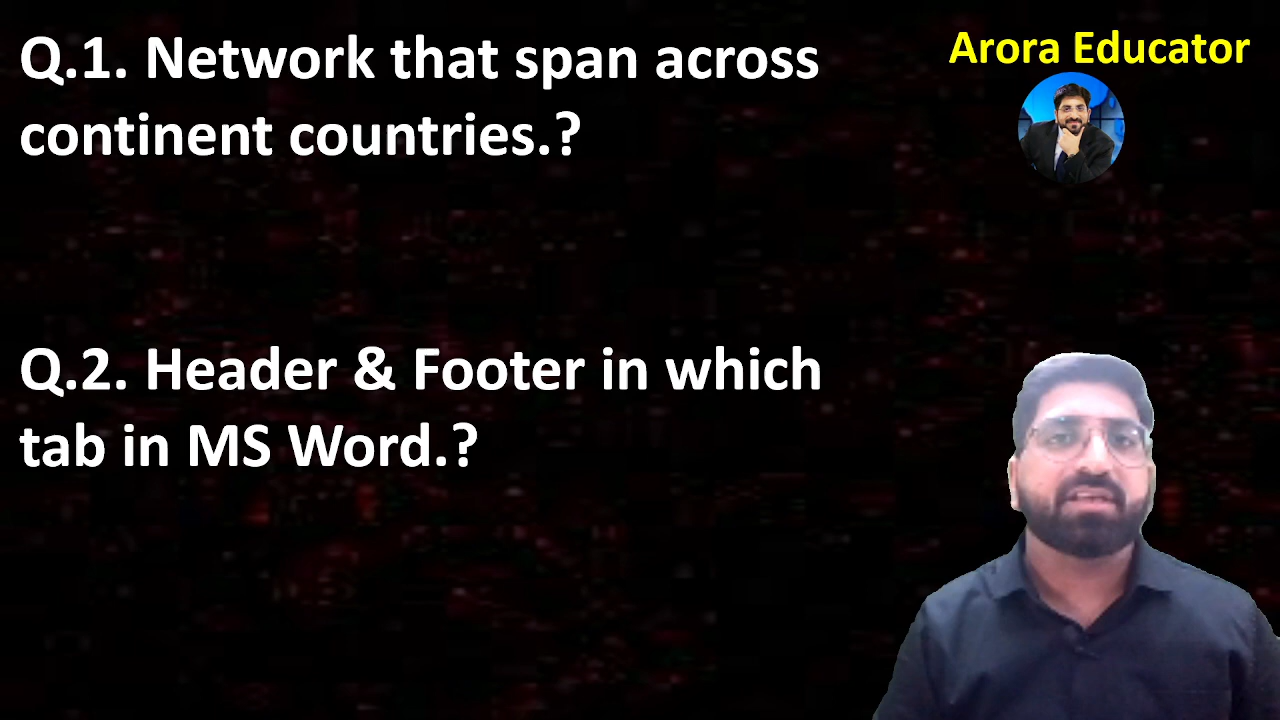 Q.1. Network that span across
continent countries.?
Arora Educator
Q.2. Header & Footer in which
tab in MS Word.?